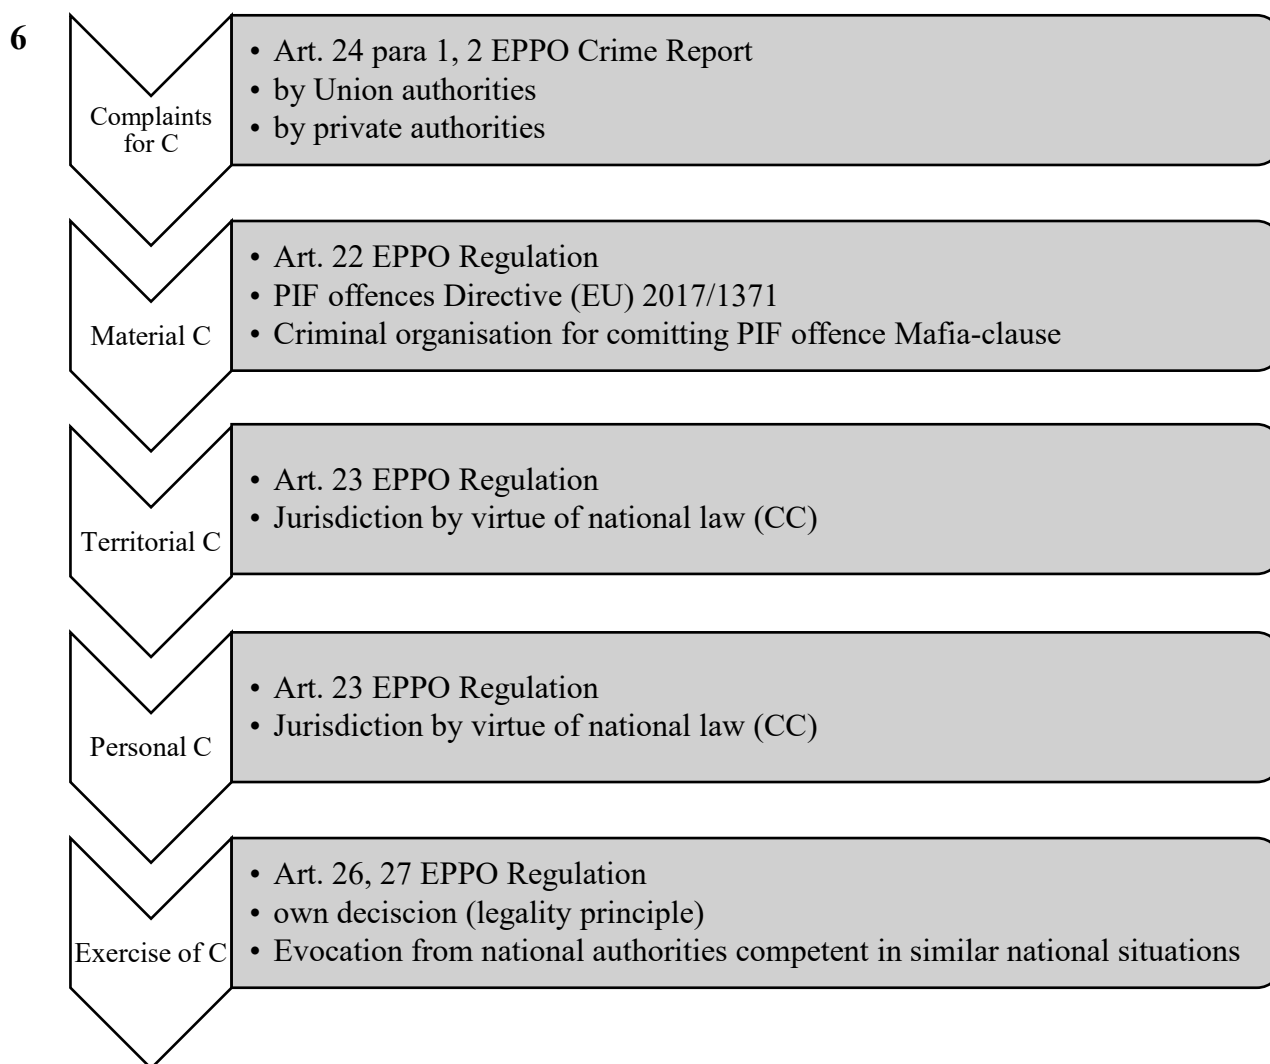 6
Complaints
for C
• Art. 24 para 1, 2 EPPO Crime Report
• by Union authorities
• by private authorities
Material C
• Art. 22 EPPO Regulation
• PIF offences Directive (EU) 2017/1371
• Criminal organisation for comitting PIF offence Mafia-clause
Territorial C
• Art. 23 EPPO Regulation
• Jurisdiction by virtue of national law (CC)
Personal C
• Art. 23 EPPO Regulation
• Jurisdiction by virtue of national law (CC)
Exercise of C
• Art. 26, 27 EPPO Regulation
• own deciscion (legality principle)
• Evocation from national authorities competent in similar national situations